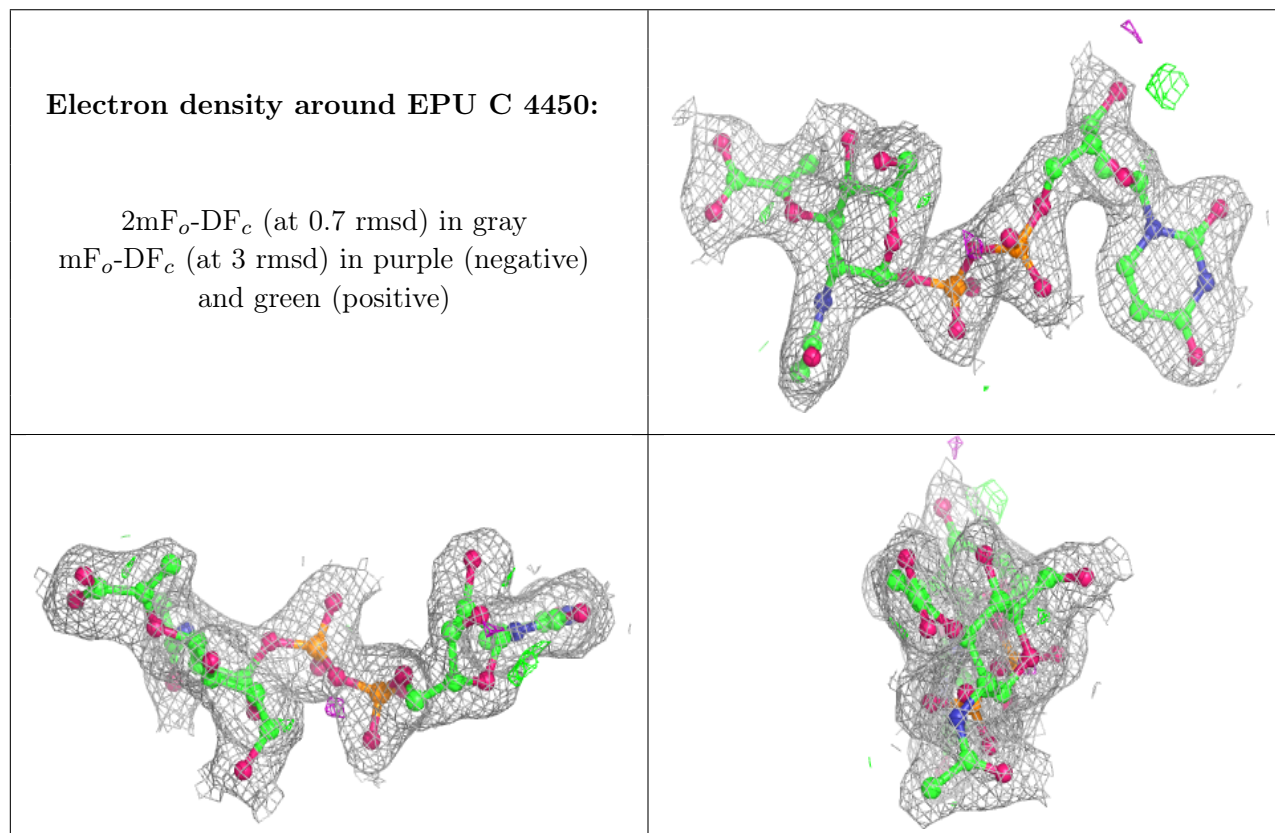 Electron density around EPU C 4450:
2mFo-DFc (at 0.7 rmsd) in gray
mFo-DFc (at 3 rmsd) in purple (negative)
and green (positive)